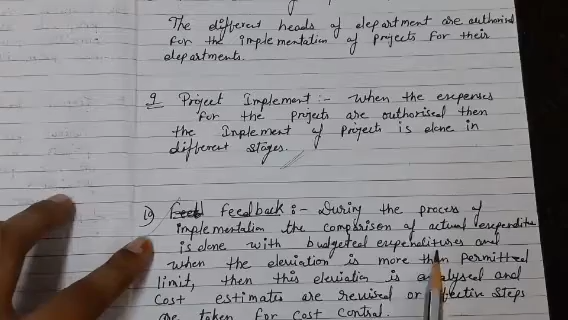 The different heads of department are authorised
for the implementation of projects for their
departments.
9 Project Implement :- When the expenses
for the projects are authorised then
the Implement of projects is done in
different stages.
10) Feedback :- During the process of
implementation the comparison of actual expenditure
is done with budgeted expenditures and
when the deviation is more than permitted
limit, then this deviation is analysed and
cost estimates are revised or steps
are taken for cost control.